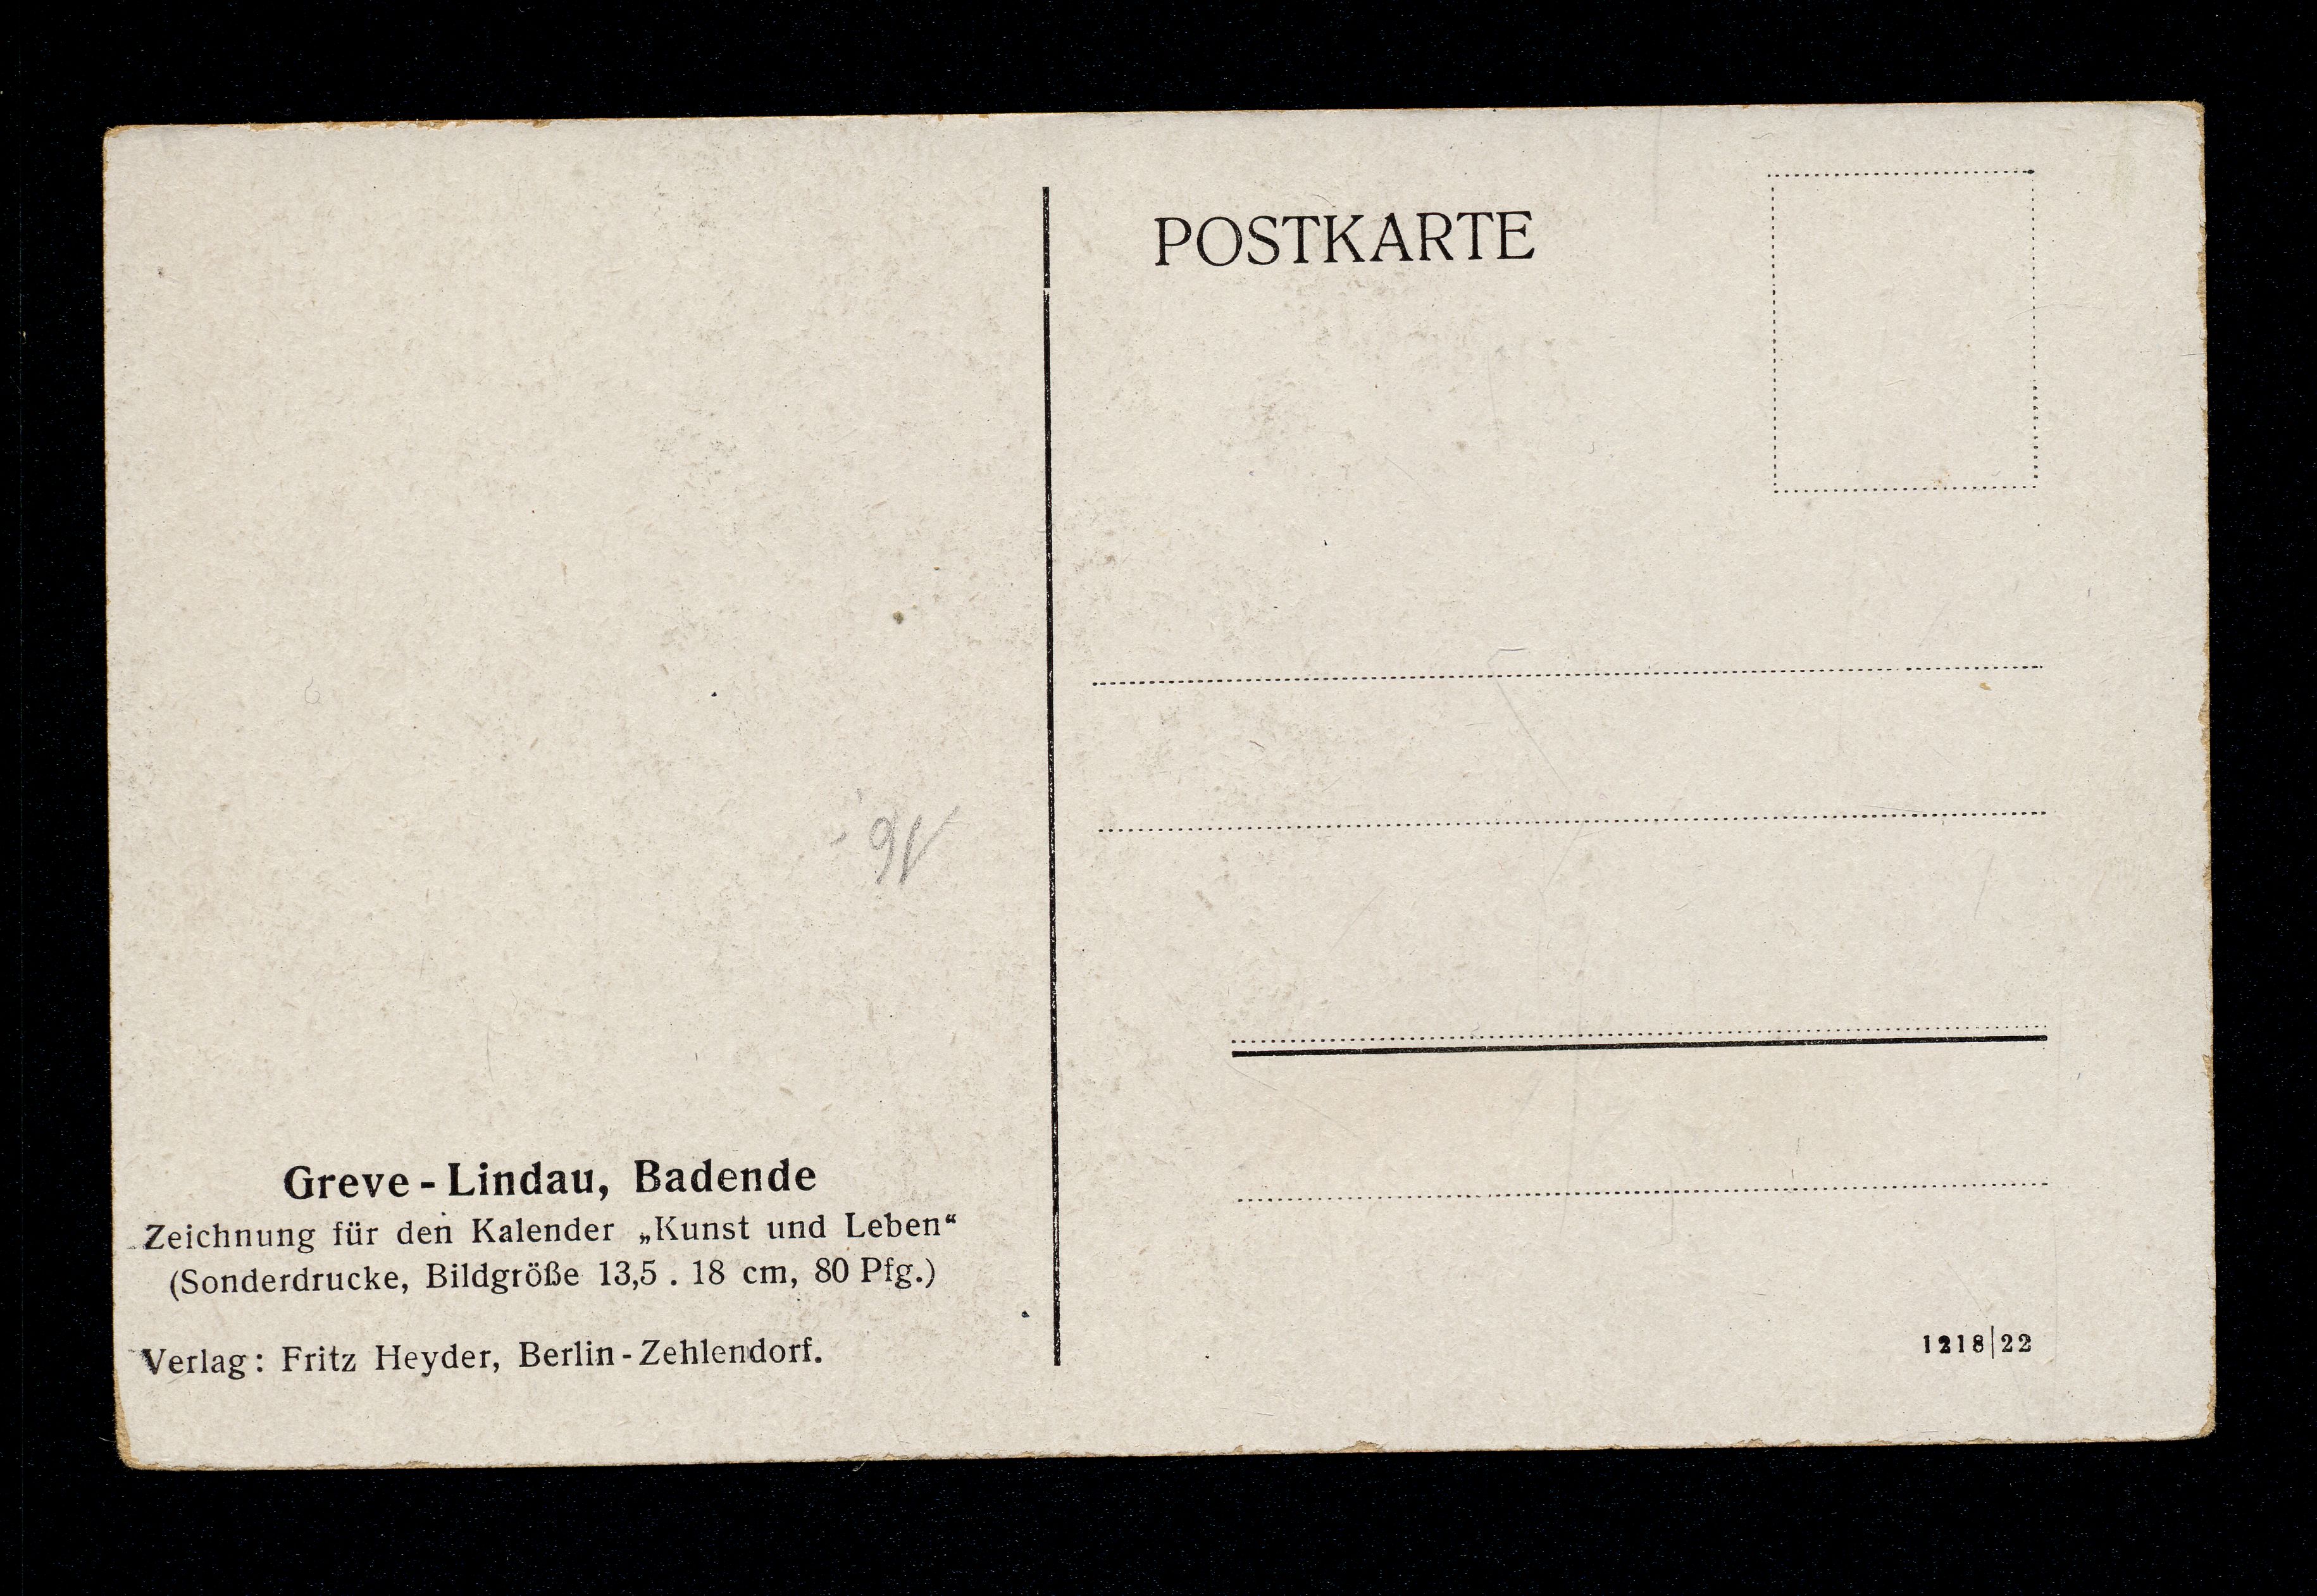 POSTKARTE
Greve - Lindau, Badende
Zeichnung für den Kalender „Kunst und Leben“
(Sonderdrucke, Bildgröße 13,5 . 18 cm, 80 Pfg.)
Verlag: Fritz Heyder, Berlin - Zehlendorf.
1218|22